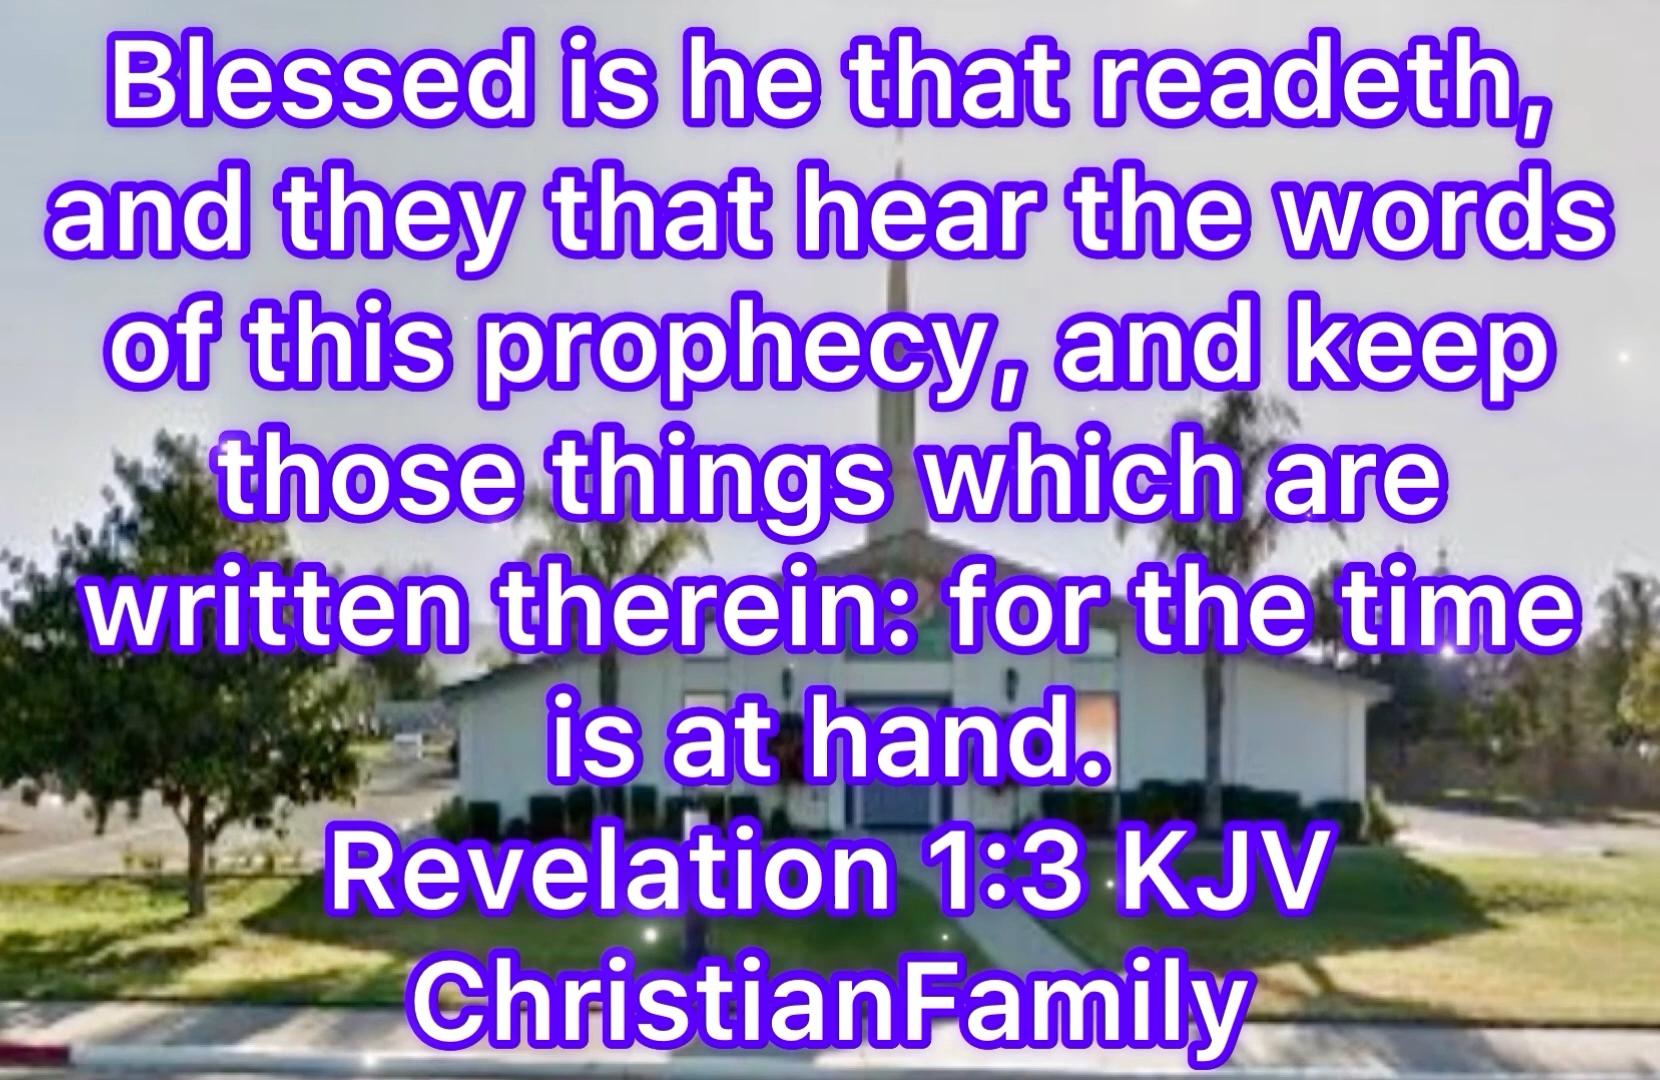 Blessed is he that readeth,
and they that hear the words
of this prophecy, and keep
those things which are
written therein: for the time
is at hand.
Revelation 1:3 KJV
ChristianFamily